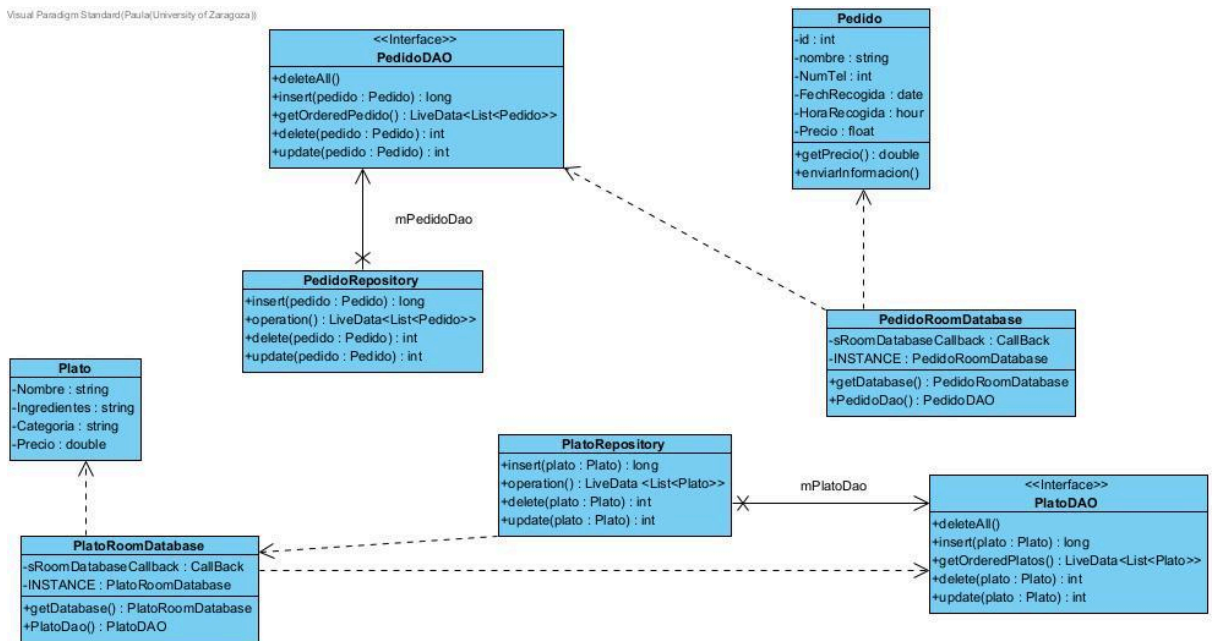 Visual Paradigm Standard(Paula(University of Zaragoza))
<<Interface>>
PedidoDAO
+deleteAll()
+insert(pedido : Pedido) : long
+getOrderedPedido() : LiveData<List<Pedido>>
+delete(pedido : Pedido) : int
+update(pedido : Pedido) : int
Pedido
-id : int
-nombre : string
-NumTel : int
-FechRecogida : date
-HoraRecogida : hour
-Precio : float
+getPrecio() : double
+enviarInformacion()
mPedidoDao
PedidoRepository
+insert(pedido : Pedido) : long
+operation() : LiveData<List<Pedido>>
+delete(pedido : Pedido) : int
+update(pedido : Pedido) : int
PedidoRoomDatabase
-sRoomDatabaseCallback : CallBack
-INSTANCE : PedidoRoomDatabase
+getDatabase() : PedidoRoomDatabase
+PedidoDao() : PedidoDAO
Plato
-Nombre : string
-Ingredientes : string
-Categoria : string
-Precio : double
PlatoRepository
+insert(plato : Plato) : long
+operation() : LiveData <List<Plato>>
+delete(plato : Plato) : int
+update(plato : Plato) : int
mPlatoDao
<<Interface>>
PlatoDAO
+deleteAll()
+insert(plato : Plato) : long
+getOrderedPlatos() : LiveData<List<Plato>>
+delete(plato : Plato) : int
+update(plato : Plato) : int
PlatoRoomDatabase
-sRoomDatabaseCallback : CallBack
-INSTANCE : PlatoRoomDatabase
+getDatabase() : PlatoRoomDatabase
+PlatoDao() : PlatoDAO